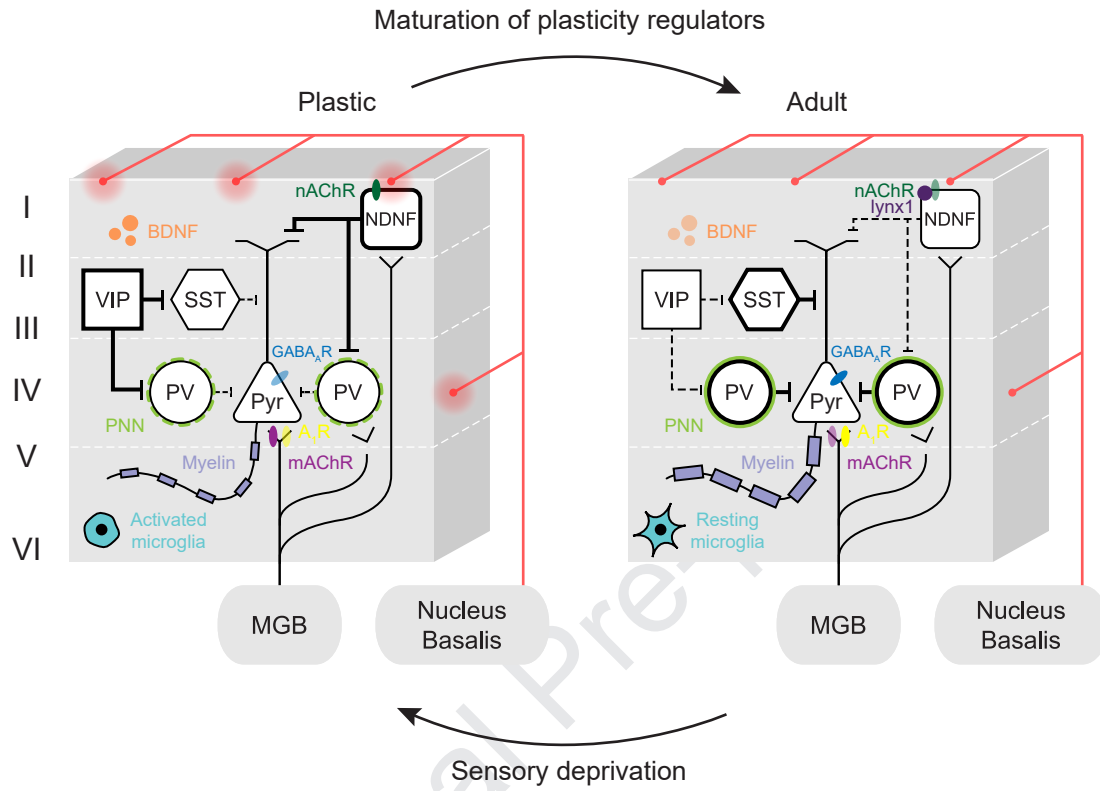 Maturation of plasticity regulators
Plastic
Adult
I
II
III
IV
V
VI
nAChR
NDNF
BDNF
VIP
SST
GABAAR
PV
Pyr
PV
PNN
A1R
mAChR
Myelin
Activated
microglia
MGB
Nucleus
Basalis
nAChR
lynx1
NDNF
BDNF
VIP
SST
GABAAR
PV
Pyr
PV
PNN
A1R
mAChR
Myelin
Resting
microglia
MGB
Nucleus
Basalis
Sensory deprivation